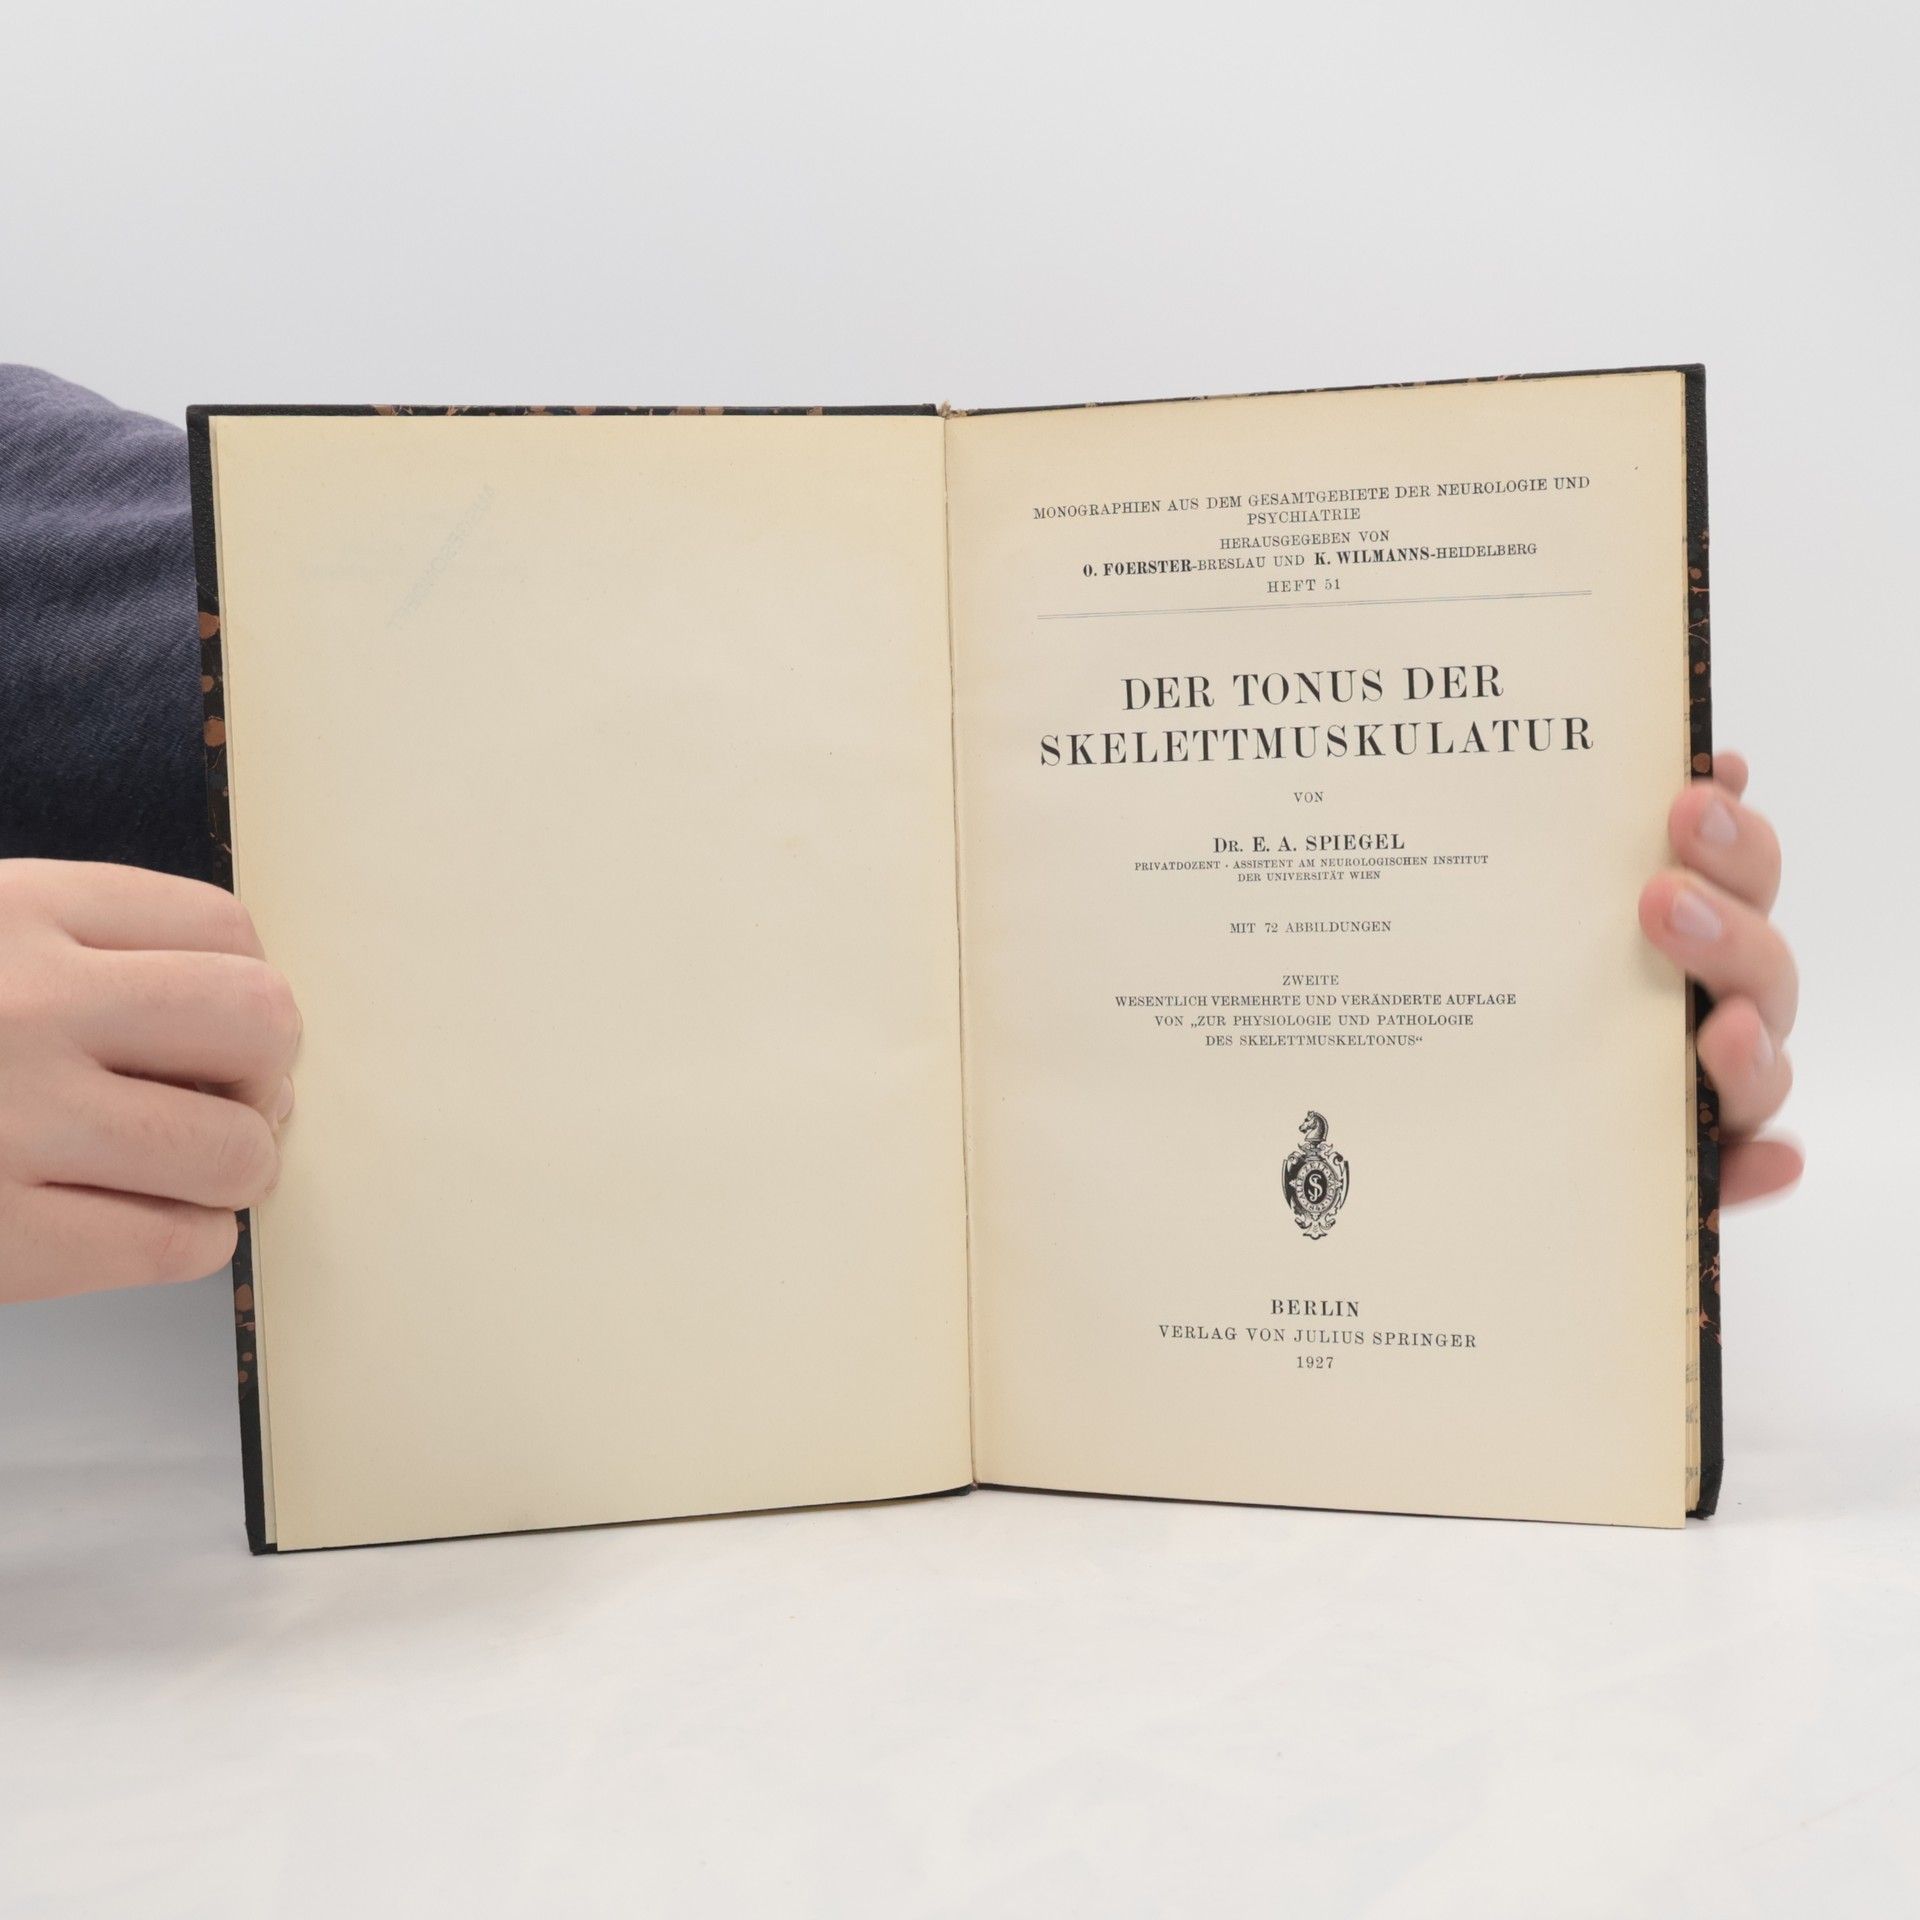 MONOGRAPHIEN AUS DEM GESAMTGEBIETE DER NEUROLOGIE UND
PSYCHIATRIE
HERAUSGEGEBEN VON
O. FOERSTER-BRESLAU UND K. WILMANNS-HEIDELBERG
HEFT 51
DER TONUS DER
SKELETTMUSKULATUR
VON
DR. E. A. SPIEGEL
PRIVATDOZENT · ASSISTENT AM NEUROLOGISCHEN INSTITUT
DER UNIVERSITÄT WIEN
MIT 72 ABBILDUNGEN
ZWEITE
WESENTLICH VERMEHRTE UND VERÄNDERTE AUFLAGE
VON „ZUR PHYSIOLOGIE UND PATHOLOGIE
DES SKELETTMUSKELTONUS“
BERLIN
VERLAG VON JULIUS SPRINGER
1927